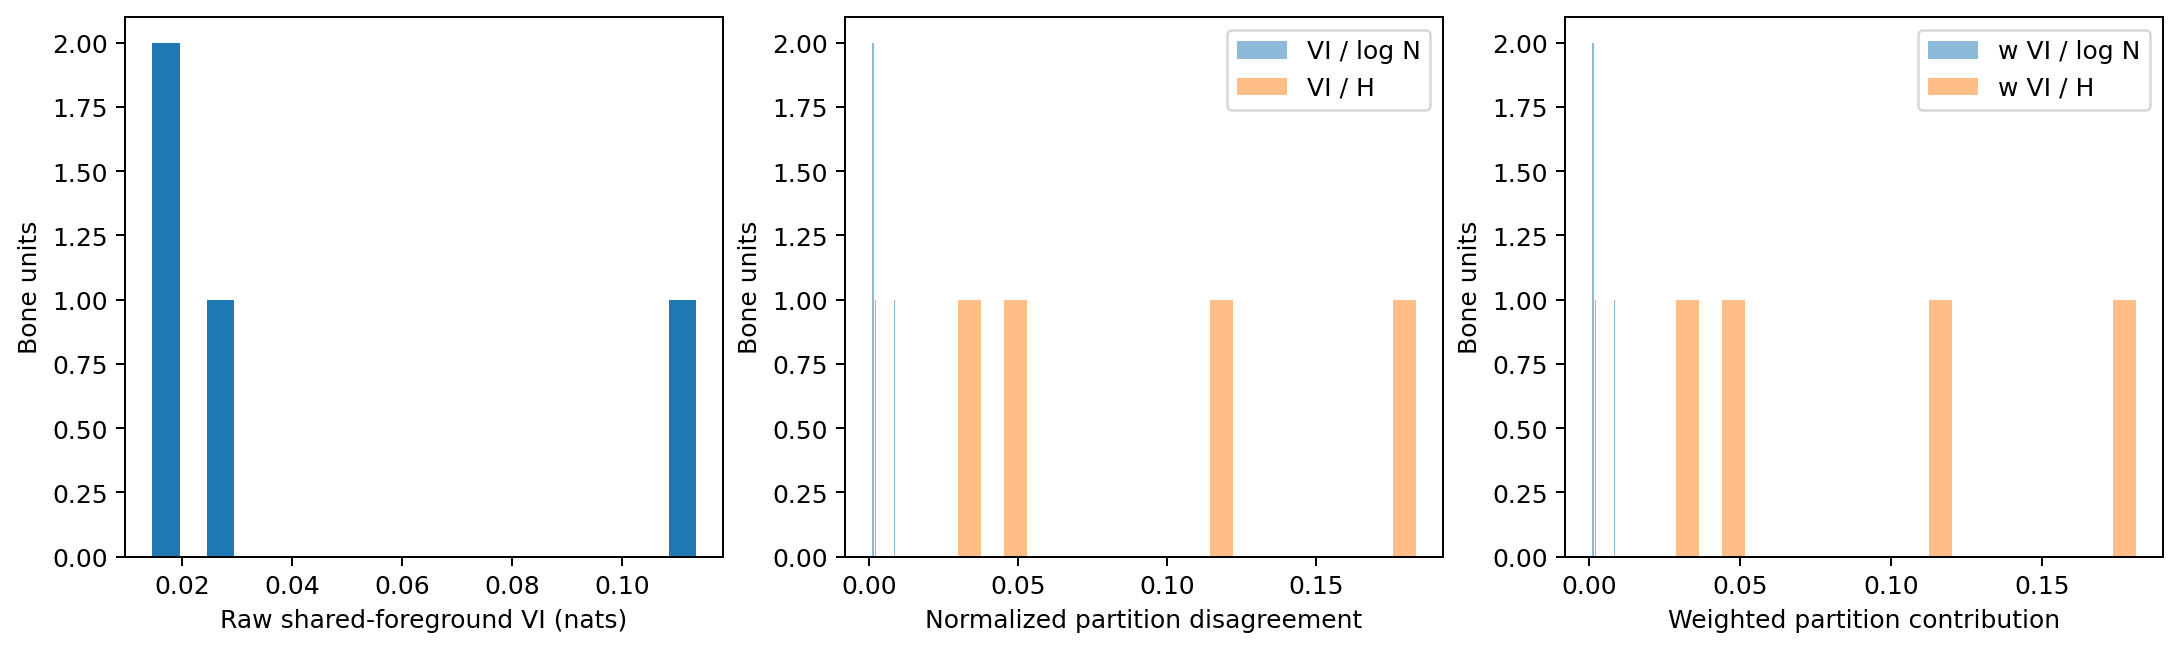 2.00
1.75
1.50
1.25
1.00
0.75
0.50
0.25
0.00
Bone units
0.02 0.04 0.06 0.08 0.10
Raw shared-foreground VI (nats)
VI / log N
VI / H
2.00
1.75
1.50
1.25
1.00
0.75
0.50
0.25
0.00
Bone units
0.00 0.05 0.10 0.15
Normalized partition disagreement
w VI / log N
w VI / H
2.00
1.75
1.50
1.25
1.00
0.75
0.50
0.25
0.00
Bone units
0.00 0.05 0.10 0.15
Weighted partition contribution